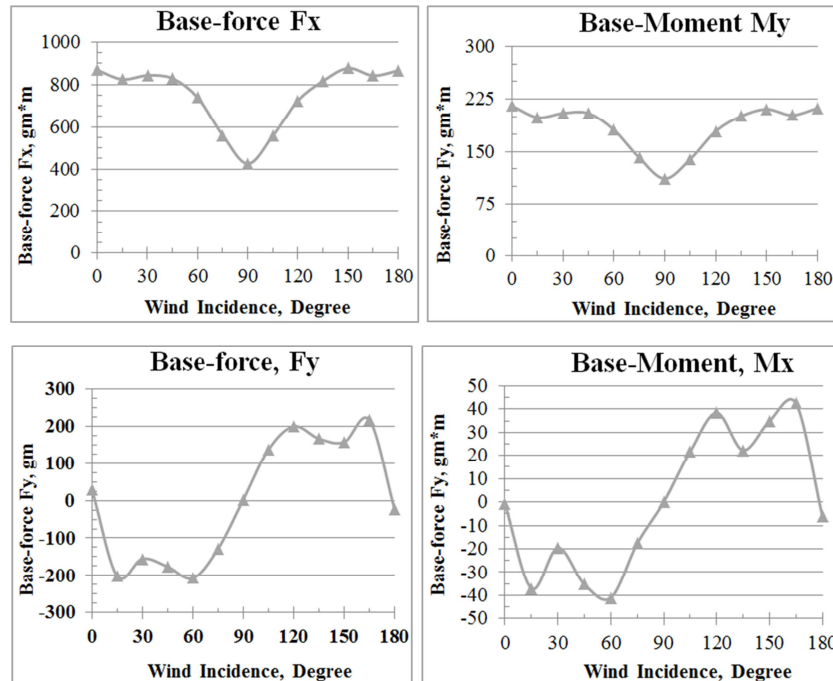 Base-force Fx
Base-force Fx, gm*m
1000
800
600
400
200
0
0 30 60 90 120 150 180
Wind Incidence, Degree
Base-Moment My
Base-force Fy, gm*m
300
225
150
75
0
0 30 60 90 120 150 180
Wind Incidence, Degree
Base-force, Fy
Base-force Fy, gm
300
200
100
0
-100
-200
-300
0 30 60 90 120 150 180
Wind Incidence, Degree
Base-Moment, Mx
Base-force Fy, gm*m
50
40
30
20
10
0
-10
-20
-30
-40
-50
0 30 60 90 120 150 180
Wind Incidence, Degree